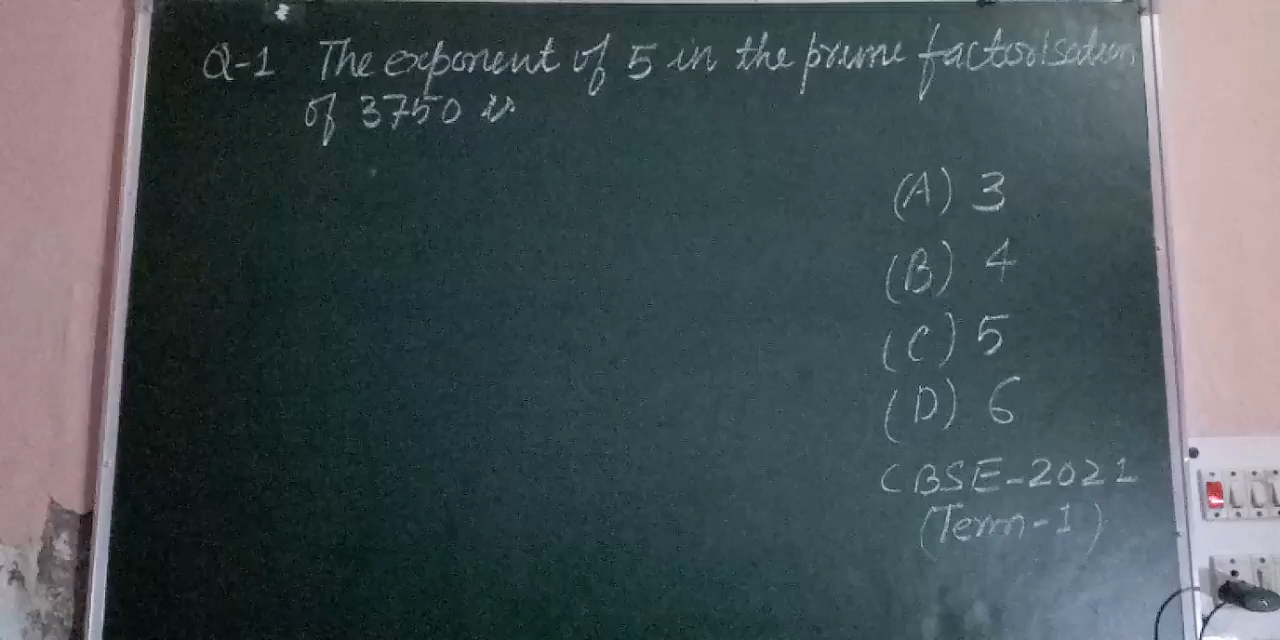 Q-1 The exponent of 5 in the prime factorisation
of 3750 is
(A) 3
(B) 4
(C) 5
(D) 6
CBSE-2021
(Term-1)